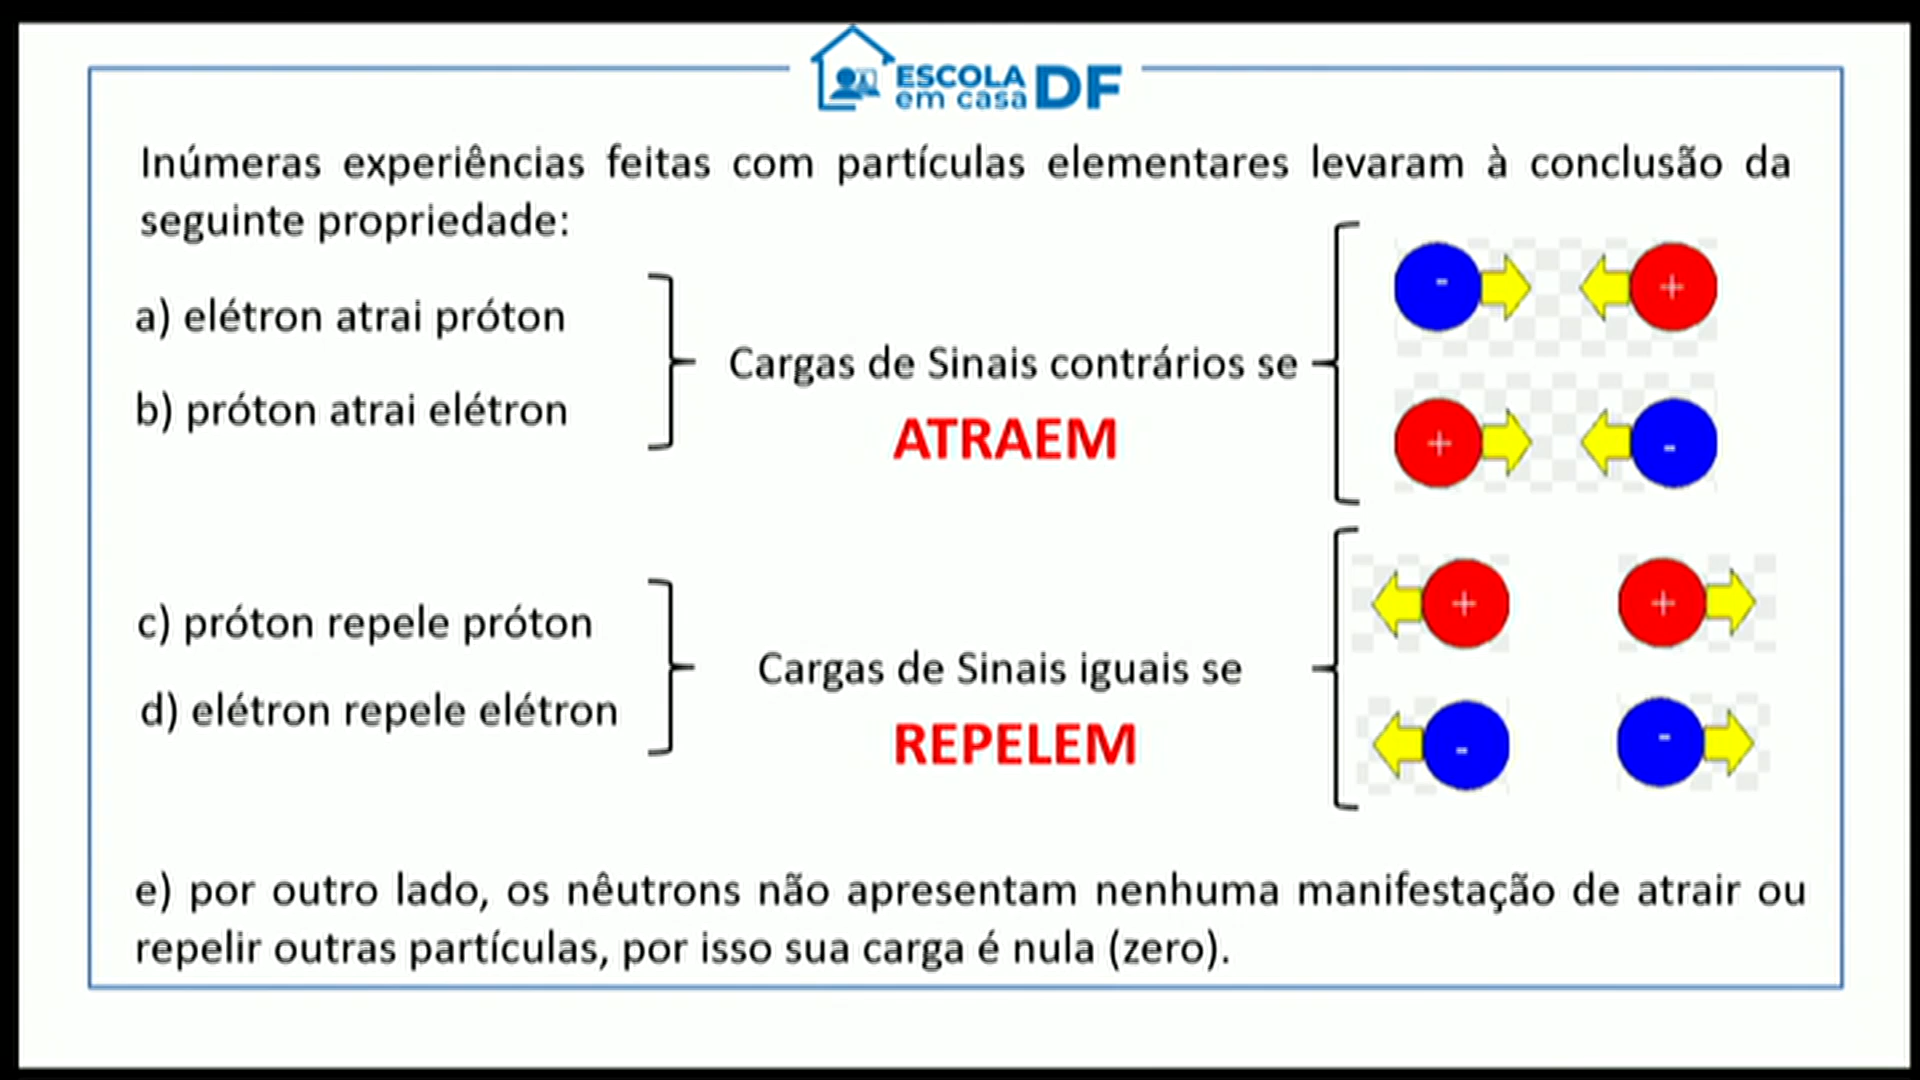 ESCOLA
em casa DF
Inúmeras experiências feitas com partículas elementares levaram à conclusão da
seguinte propriedade:
a) elétron atrai próton
b) próton atrai elétron
Cargas de Sinais contrários se
ATRAEM
- +
+ -
c) próton repele próton
d) elétron repele elétron
Cargas de Sinais iguais se
REPELEM
+ +
- -
e) por outro lado, os nêutrons não apresentam nenhuma manifestação de atrair ou
repelir outras partículas, por isso sua carga é nula (zero).